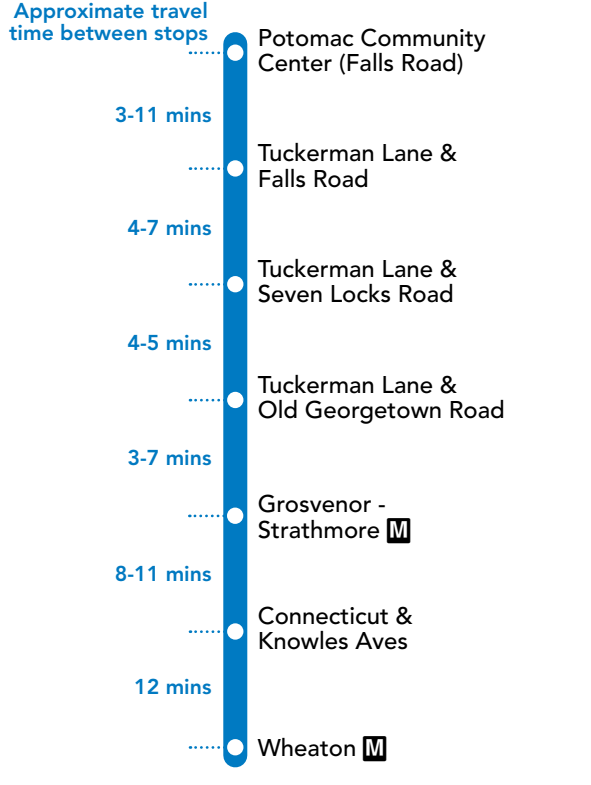 Approximate travel
time between stops
Potomac Community
Center (Falls Road)
3-11 mins
Tuckerman Lane &
Falls Road
4-7 mins
Tuckerman Lane &
Seven Locks Road
4-5 mins
Tuckerman Lane &
Old Georgetown Road
3-7 mins
Grosvenor -
Strathmore M
8-11 mins
Connecticut &
Knowles Aves
12 mins
Wheaton M